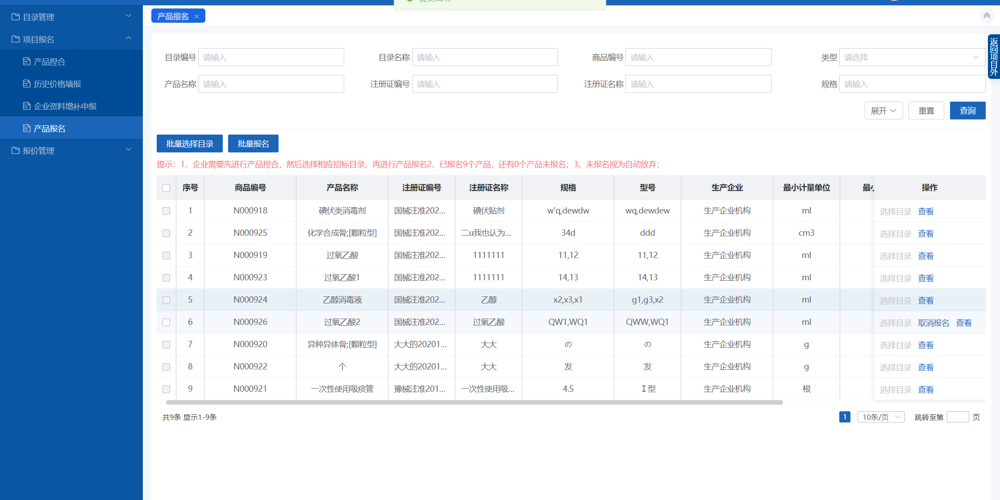 提交成功
目录管理
项目报名
产品捏合
历史价格填报
企业资料增补申报
产品报名
报价管理
产品报名 ×
返回项目外
目录编号 请输入 目录名称 请输入 商品编号 请输入 类型 请选择
产品名称 请输入 注册证编号 请输入 注册证名称 请输入 规格 请输入
展开 重置 查询
批量选择目录 批量报名
提示：1、企业需要先进行产品捏合，然后选择相应招标目录，再进行产品报名2、已报名9个产品，还有0个产品未报名；3、未报名视为自动放弃；
序号 商品编号 产品名称 注册证编号 注册证名称 规格 型号 生产企业 最小计量单位 最小 操作
1 N000918 碘伏类消毒剂 国械注准202... 碘伏贴剂 w'q,dewdw wq,dewdew 生产企业机构 ml 选择目录 查看
2 N000925 化学合成骨;[颗粒型] 国械注准202... 二u我也认为... 34d ddd 生产企业机构 cm3 选择目录 查看
3 N000919 过氧乙酸 国械注准202... 1111111 11,12 11,12 生产企业机构 ml 选择目录 查看
4 N000923 过氧乙酸1 国械注准202... 1111111 14,13 14,13 生产企业机构 ml 选择目录 查看
5 N000924 乙醇消毒液 国械注准202... 乙醇 x2,x3,x1 g1,g3,x2 生产企业机构 ml 选择目录 查看
6 N000926 过氧乙酸2 国械注准202... 过氧乙酸 QW1,WQ1 QWW,WQ1 生产企业机构 ml 选择目录 取消报名 查看
7 N000920 异种异体骨;[颗粒型] 大大的20201... 大大 の の 生产企业机构 g 选择目录 查看
8 N000922 个 大大的20201... 大大 发 发 生产企业机构 g 选择目录 查看
9 N000921 一次性使用吸痰管 豫械注准201... 一次性使用吸... 4.5 Ⅰ型 生产企业机构 根 选择目录 查看
共9条 显示1-9条
1 10条/页 跳转至第 页